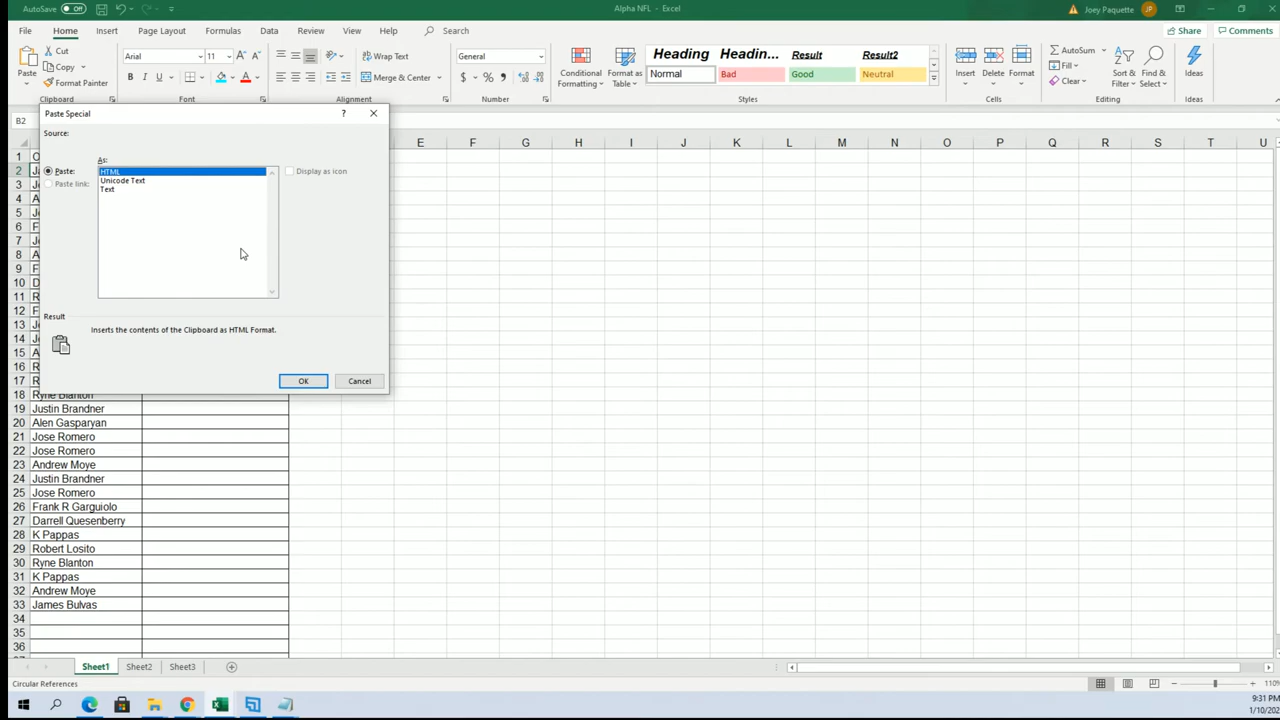 AutoSave Off
Alpha NFL - Excel
Joey Paquette JP
File Home Insert Page Layout Formulas Data Review View Help Search
Share Comments
Paste
Cut
Copy
Format Painter
Clipboard
Arial 11
B I U
Font
Wrap Text
Merge & Center
Alignment
General
$ % ,
Number
Conditional Formatting
Format as Table
Heading Headin... Result Result2
Normal Bad Good Neutral
Styles
Insert Delete Format
Cells
AutoSum
Fill
Clear
Sort & Filter
Find & Select
Editing
Ideas
Ideas
B2
Paste Special ?
Source:
As:
Paste:
Paste link:
HTML
Unicode Text
Text
Display as icon
Result
Inserts the contents of the Clipboard as HTML Format.
OK Cancel
E F G H I J K L M N O P Q R S T U
1
2
3
4
5
6
7
8
9
10
11
12
13
14
15
16
17
18 Ryne Blanton
19 Justin Brandner
20 Alen Gasparyan
21 Jose Romero
22 Jose Romero
23 Andrew Moye
24 Justin Brandner
25 Jose Romero
26 Frank R Garguiolo
27 Darrell Quesenberry
28 K Pappas
29 Robert Losito
30 Ryne Blanton
31 K Pappas
32 Andrew Moye
33 James Bulvas
34
35
36
Sheet1 Sheet2 Sheet3
Circular References
110%
9:31 PM
1/10/202